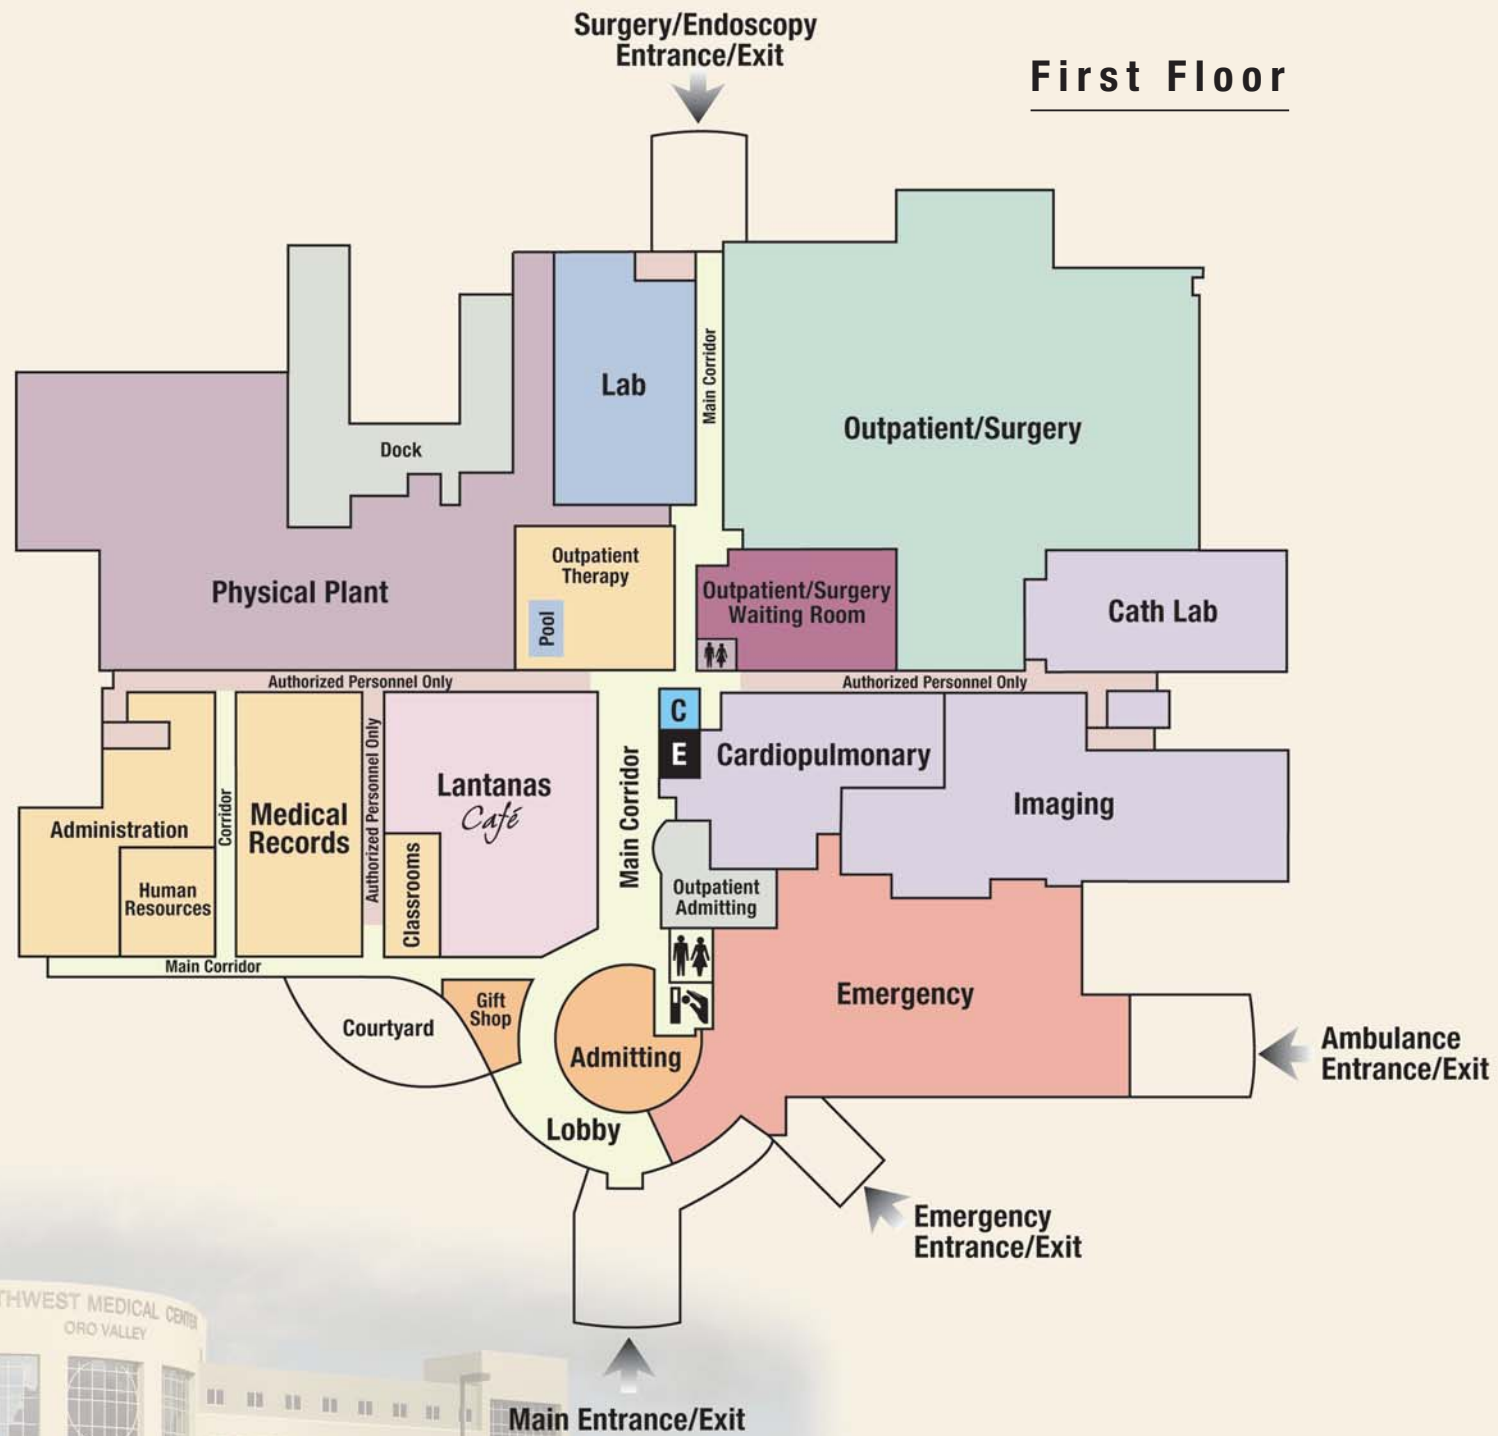 Surgery/Endoscopy
Entrance/Exit
First Floor
Main Corridor
Lab
Outpatient/Surgery
Dock
Physical Plant
Outpatient
Therapy
Pool
Outpatient/Surgery
Waiting Room
Cath Lab
Authorized Personnel Only
Authorized Personnel Only
C
E
Cardiopulmonary
Imaging
Lantanas
Café
Main Corridor
Authorized Personnel Only
Medical
Records
Corridor
Administration
Human
Resources
Classrooms
Outpatient
Admitting
Main Corridor
Gift
Shop
Courtyard
Admitting
Emergency
Ambulance
Entrance/Exit
Lobby
Emergency
Entrance/Exit
THWEST MEDICAL CENTER
ORO VALLEY
Main Entrance/Exit